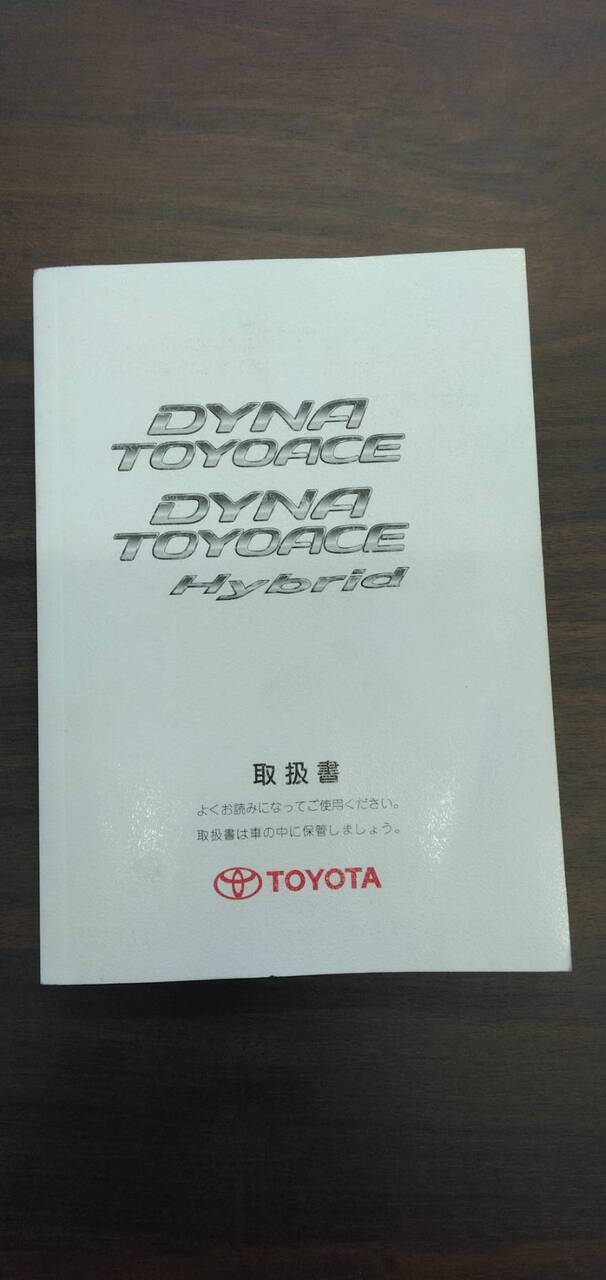 DYNA
TOYOACE
DYNA
TOYOACE
Hybrid
取扱書
よくお読みになってご使用ください。
取扱書は車の中に保管しましょう。
TOYOTA